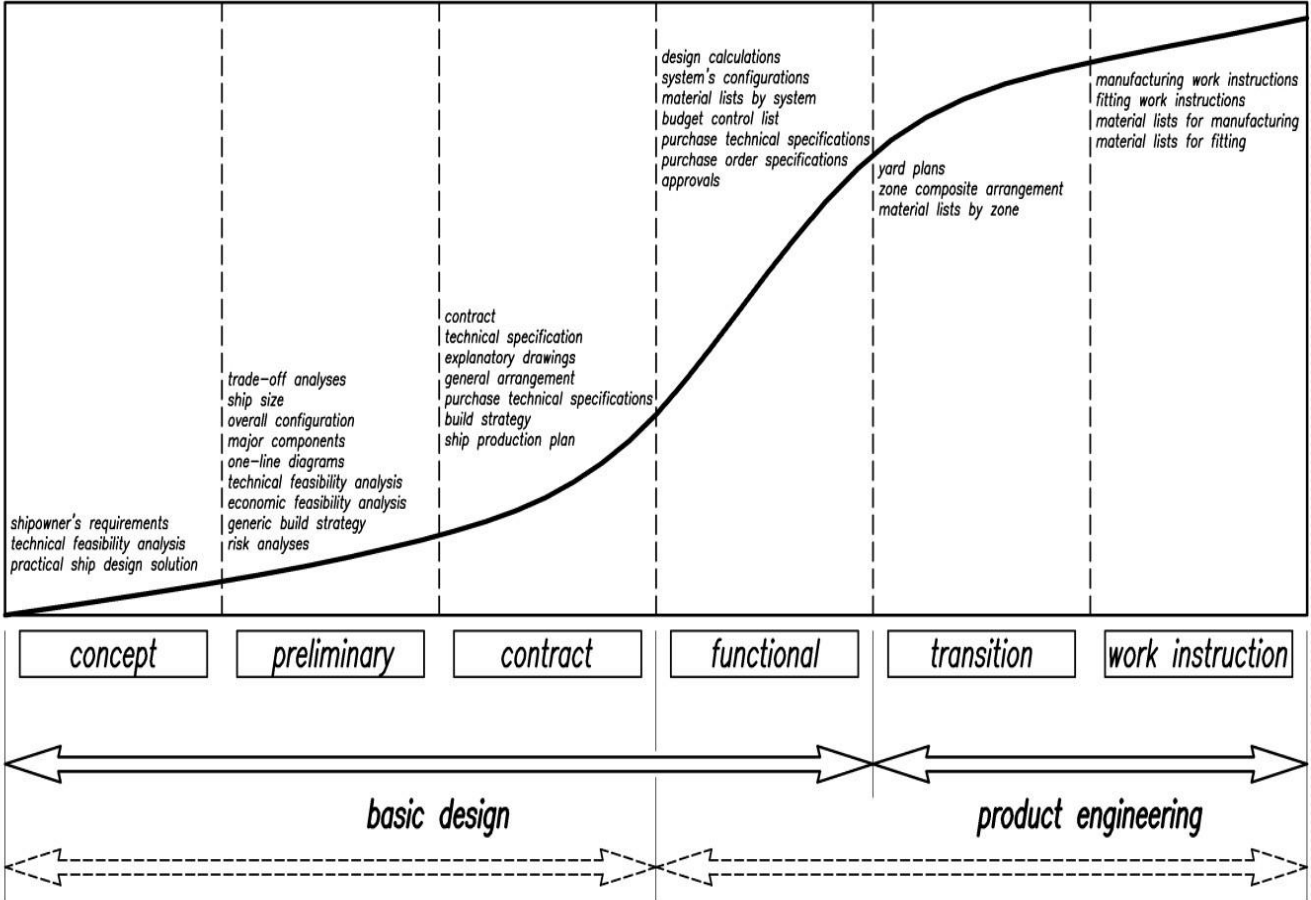 shipowner's requirements
technical feasibility analysis
practical ship design solution
trade-off analyses
ship size
overall configuration
major components
one-line diagrams
technical feasibility analysis
economic feasibility analysis
generic build strategy
risk analyses
contract
technical specification
explanatory drawings
general arrangement
purchase technical specifications
build strategy
ship production plan
design calculations
system's configurations
material lists by system
budget control list
purchase technical specifications
purchase order specifications
approvals
yard plans
zone composite arrangement
material lists by zone
manufacturing work instructions
fitting work instructions
material lists for manufacturing
material lists for fitting
concept
preliminary
contract
functional
transition
work instruction
basic design
product engineering